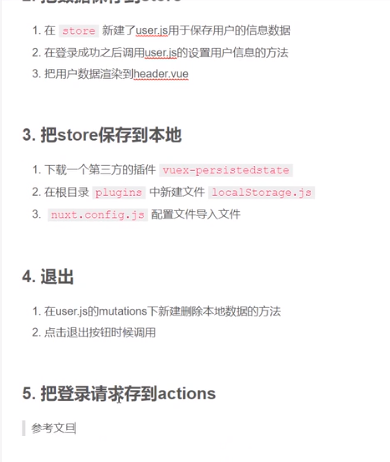 1. 在 store 新建了user.js用于保存用户的信息数据
2. 在登录成功之后调用user.js的设置用户信息的方法
3. 把用户数据渲染到header.vue
3. 把store保存到本地
1. 下载一个第三方的插件 vuex-persistedstate
2. 在根目录 plugins 中新建文件 localStorage.js
3. nuxt.config.js 配置文件导入文件
4. 退出
1. 在user.js的mutations下新建删除本地数据的方法
2. 点击退出按钮时候调用
5. 把登录请求存到actions
参考文旦